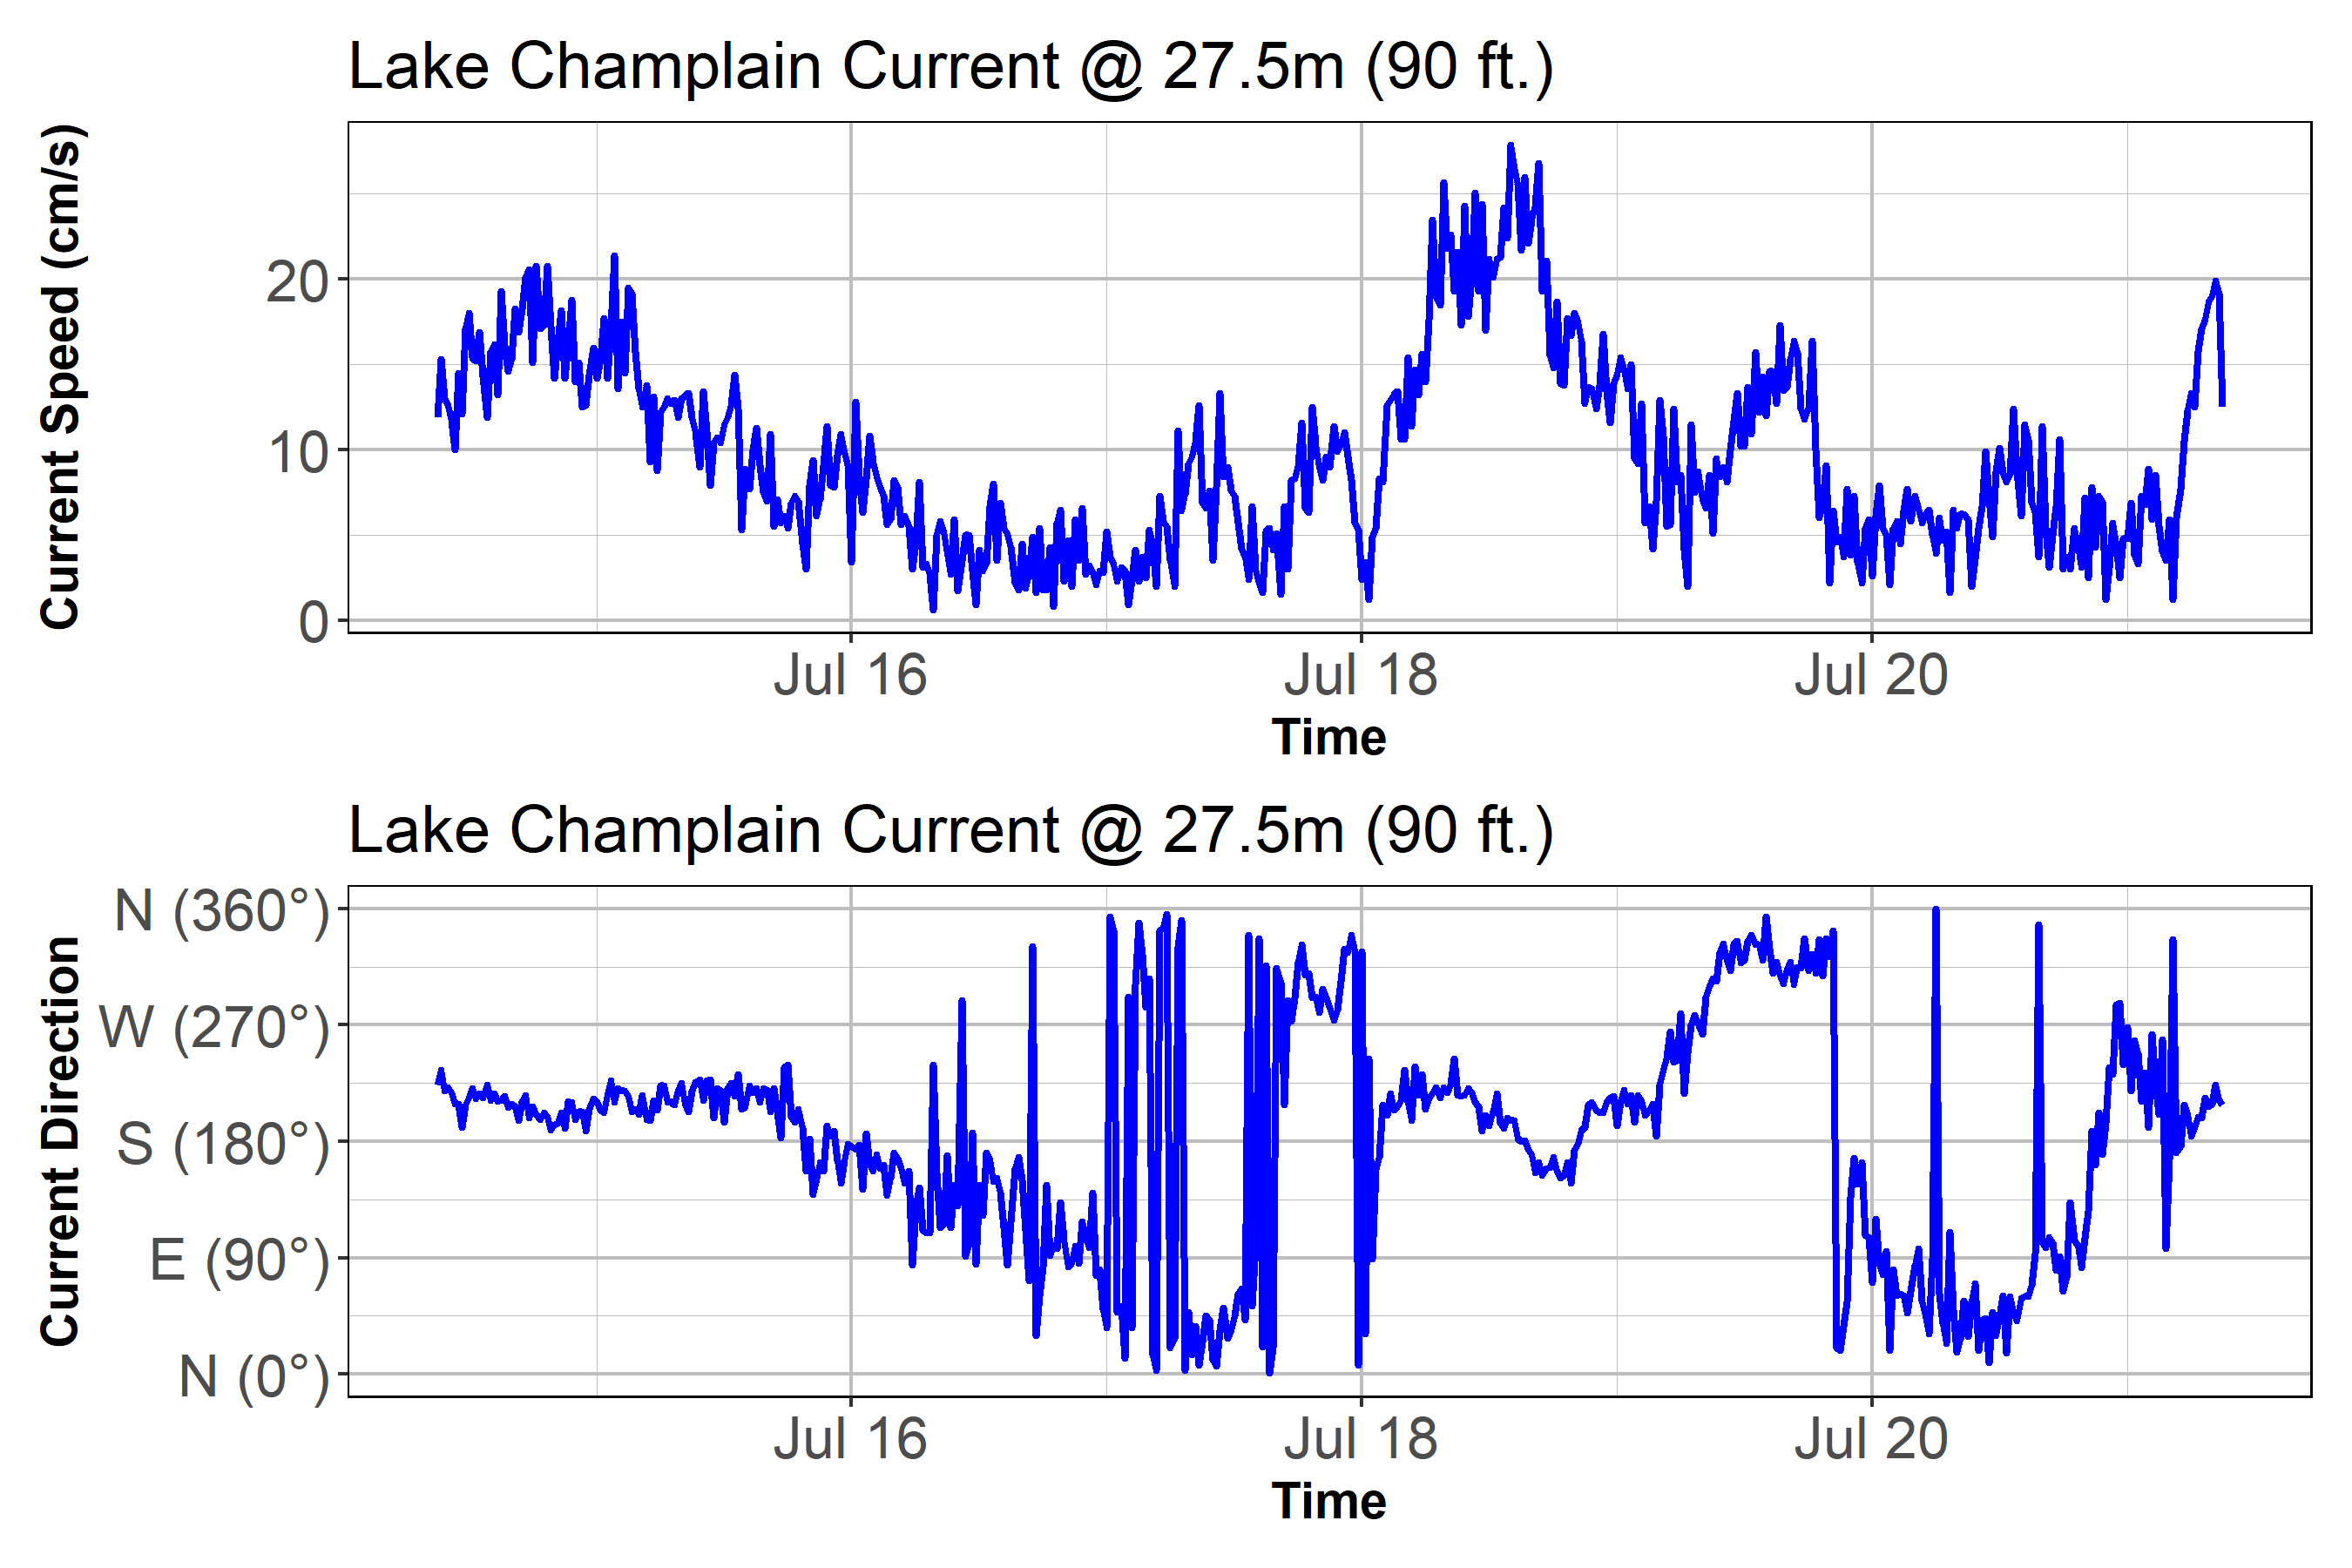 Lake Champlain Current @ 27.5m (90 ft.)
Current Speed (cm/s)
20
10
0
Jul 16 Jul 18 Jul 20
Time
Lake Champlain Current @ 27.5m (90 ft.)
Current Direction
N (360°)
W (270°)
S (180°)
E (90°)
N (0°)
Jul 16 Jul 18 Jul 20
Time